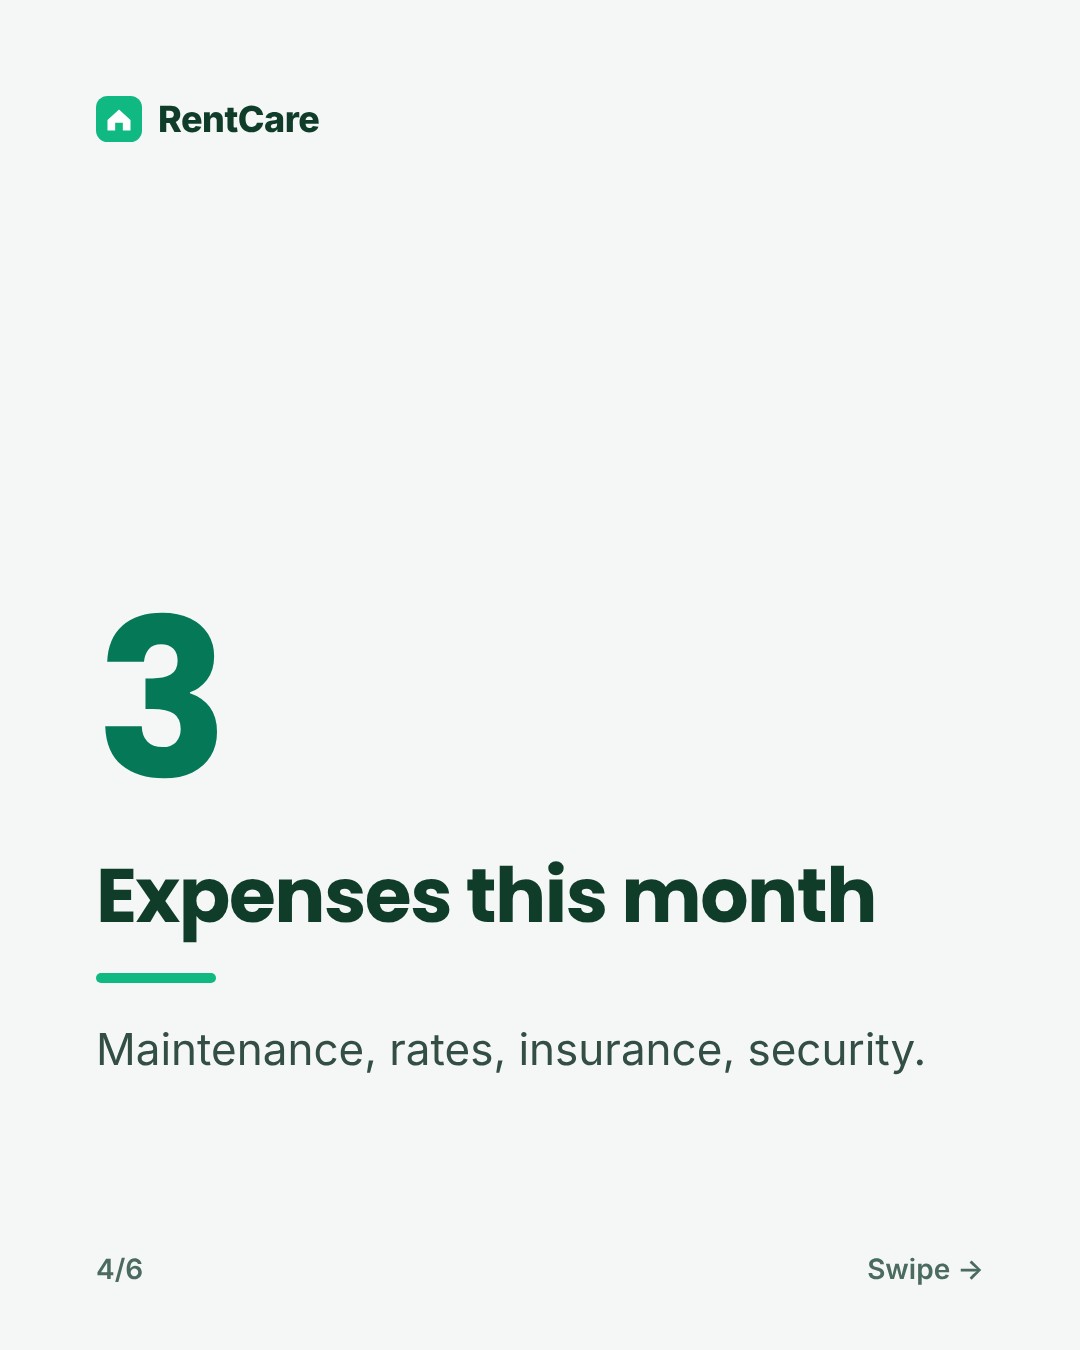 RentCare
3
Expenses this month
Maintenance, rates, insurance, security.
4/6
Swipe →